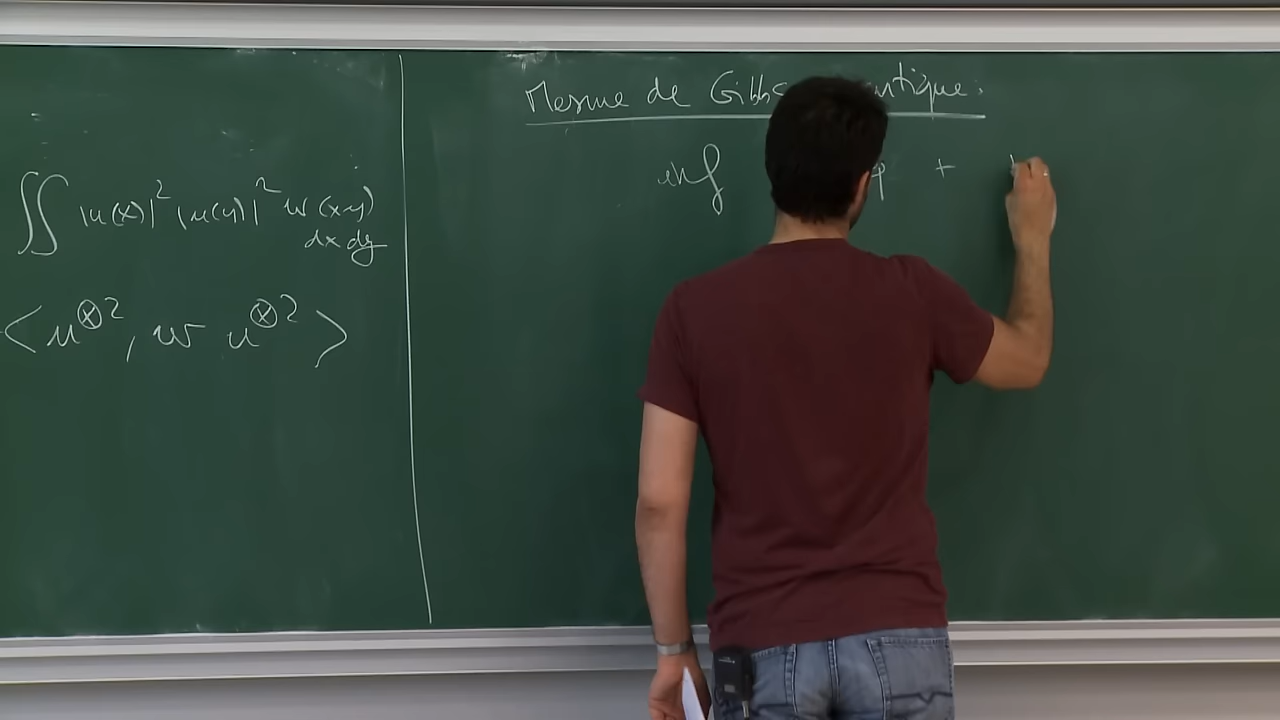 ∬ |u(x)|² |u(y)|² w(x-y)
dx dy
⟨u^{⊗2}, w u^{⊗2}⟩
Mesure de Gibbs
inf +